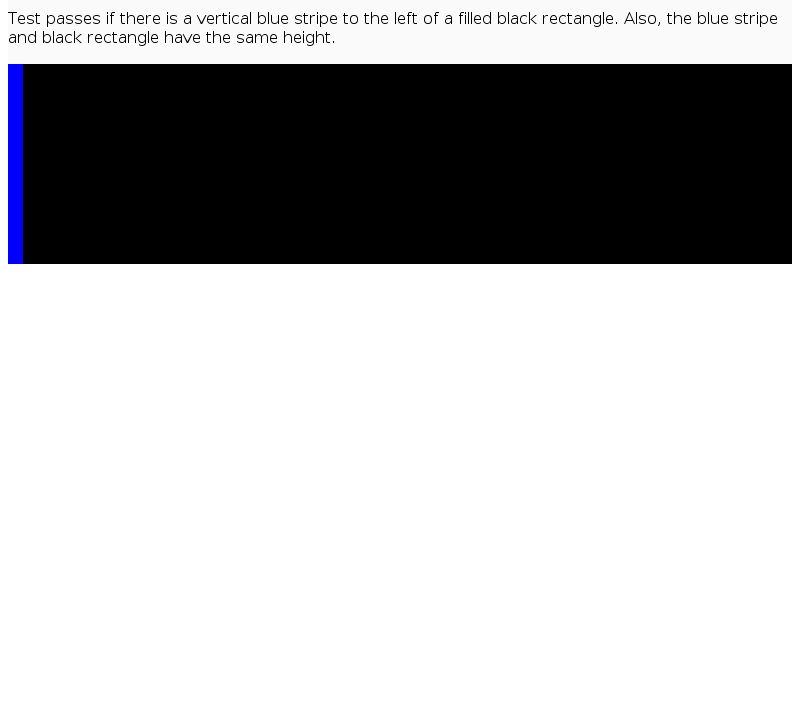 Test passes if there is a vertical blue stripe to the left of a filled black rectangle. Also, the blue stripe
and black rectangle have the same height.